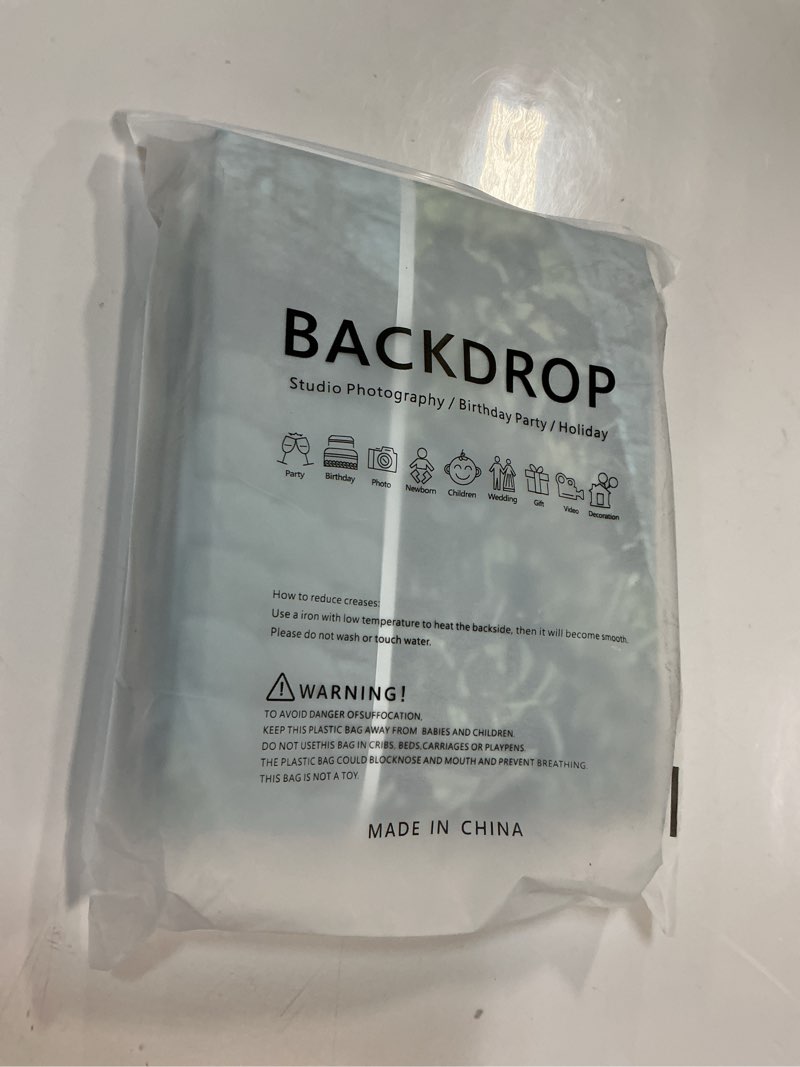 BACKDROP
Studio Photography / Birthday Party / Holiday
Party Birthday Photo Newborn Children Wedding Gift Video Decoration
How to reduce creases:
Use a iron with low temperature to heat the backside, then it will become smooth.
Please do not wash or touch water.
WARNING!
TO AVOID DANGER OFSUFFOCATION,
KEEP THIS PLASTIC BAG AWAY FROM BABIES AND CHILDREN.
DO NOT USETHIS BAG IN CRIBS, BEDS.CARRIAGES OR PLAYPENS.
THE PLASTIC BAG COULD BLOCKNOSE AND MOUTH AND PREVENT BREATHING.
THIS BAG IS NOT A TOY.
MADE IN CHINA